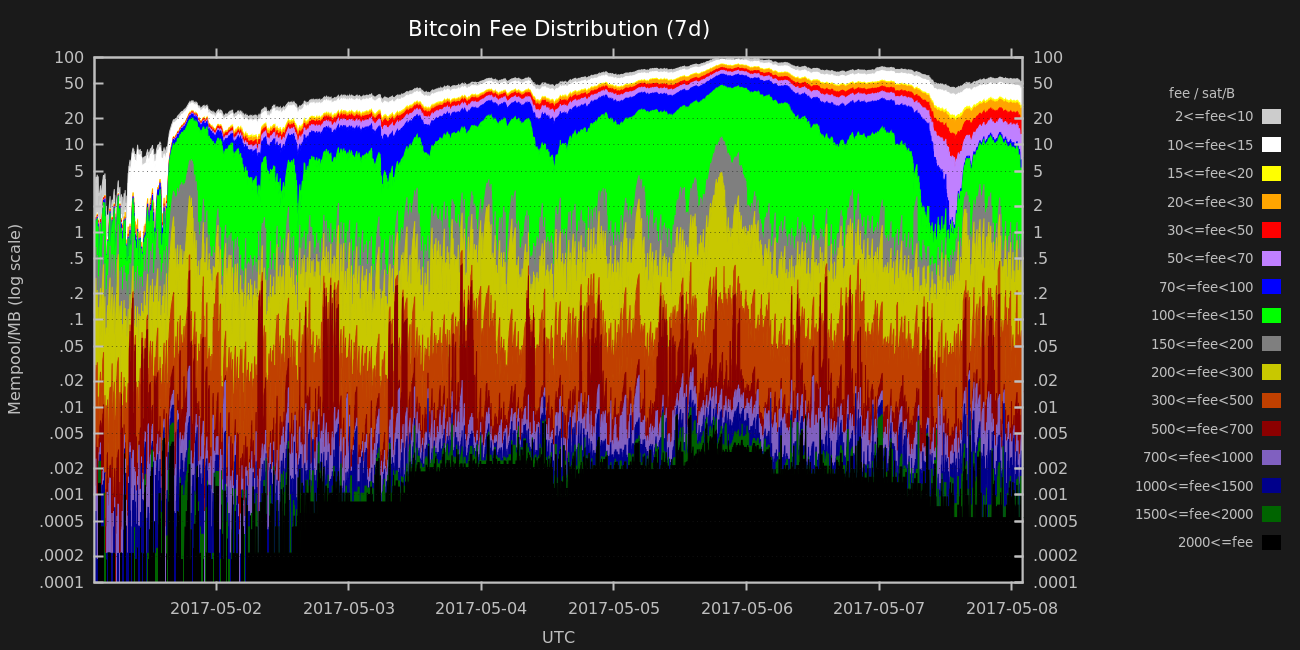 Bitcoin Fee Distribution (7d)
Mempool/MB (log scale)
100
50
20
10
5
2
1
.5
.2
.1
.05
.02
.01
.005
.002
.001
.0005
.0002
.0001
100
50
20
10
5
2
1
.5
.2
.1
.05
.02
.01
.005
.002
.001
.0005
.0002
.0001
2017-05-02
2017-05-03
2017-05-04
2017-05-05
2017-05-06
2017-05-07
2017-05-08
UTC
fee / sat/B
2<=fee<10
10<=fee<15
15<=fee<20
20<=fee<30
30<=fee<50
50<=fee<70
70<=fee<100
100<=fee<150
150<=fee<200
200<=fee<300
300<=fee<500
500<=fee<700
700<=fee<1000
1000<=fee<1500
1500<=fee<2000
2000<=fee